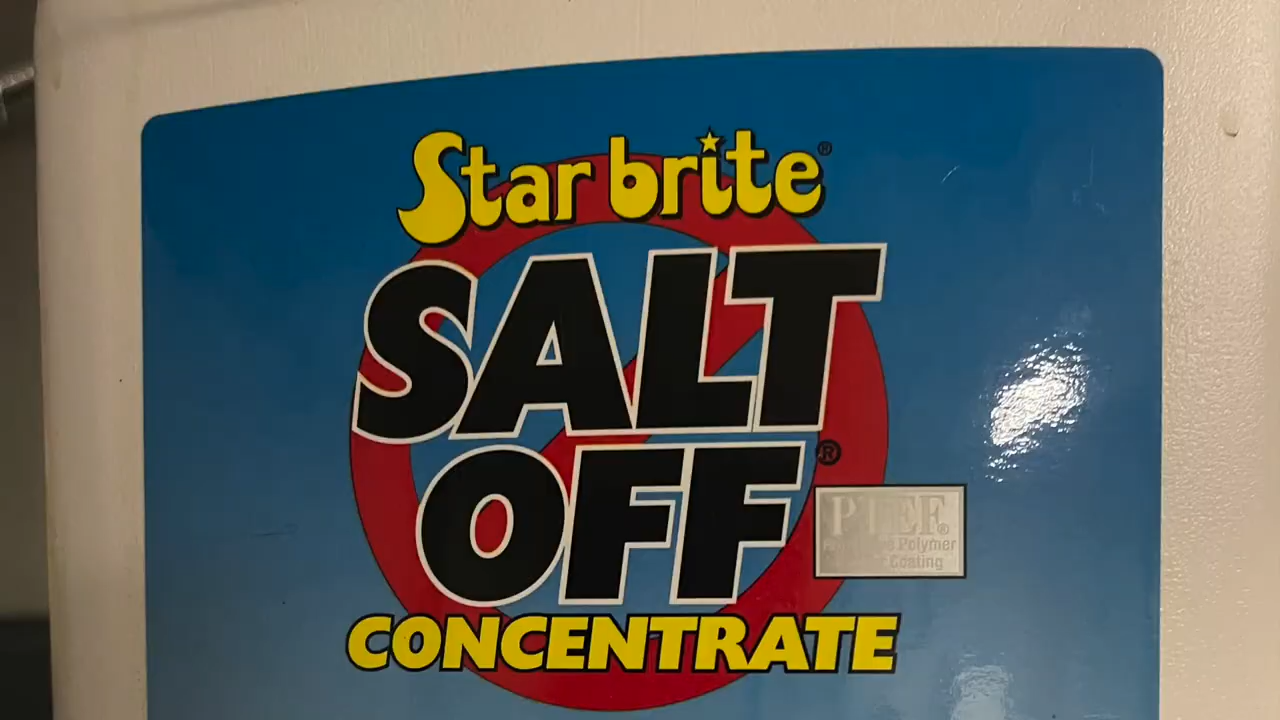 Star brite®
SALT
OFF®
CONCENTRATE
PTEF®
Polymer
Coating